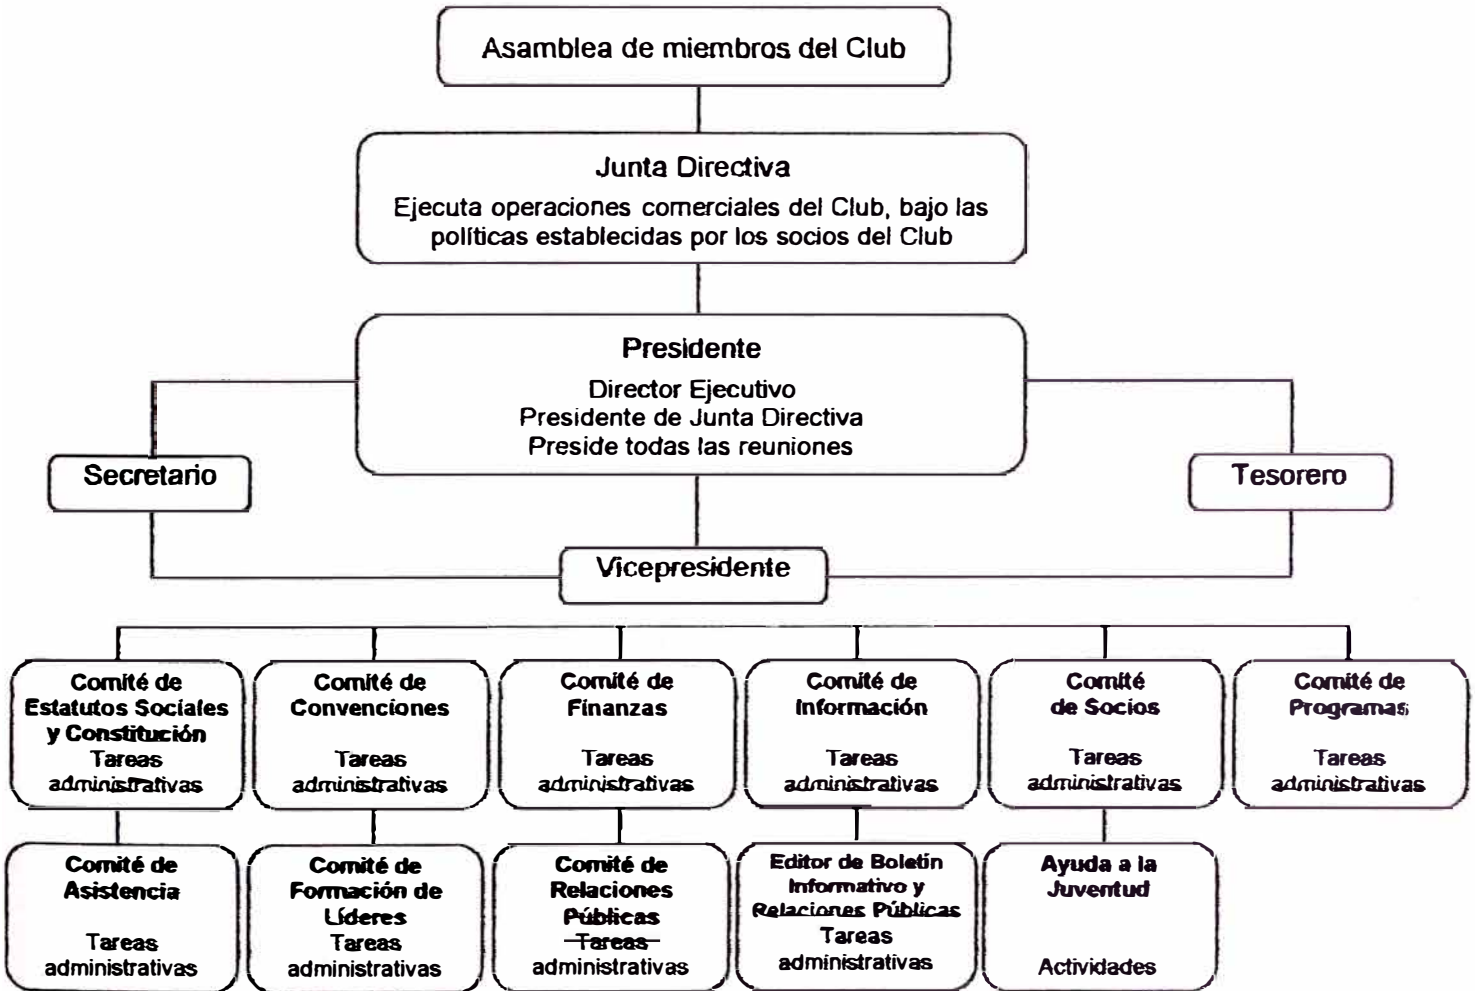 Asamblea de miembros del Club
Junta Directiva
Ejecuta operaciones comerciales del Club, bajo las
políticas establecidas por los socios del Club
Presidente
Director Ejecutivo
Presidente de Junta Directiva
Preside todas las reuniones
Secretario
Tesorero
Vicepresidente
Comité de
Estatutos Sociales
y Constitución
Tareas
administrativas
Comité de
Convenciones
Tareas
administrativas
Comité de
Finanzas
Tareas
administrativas
Comité de
Información
Tareas
administrativas
Comité
de Socios
Tareas
administrativas
Comité de
Programas
Tareas
administrativas
Comité de
Asistencia
Tareas
administrativas
Comité de
Formación de
Líderes
Tareas
administrativas
Comité de
Relaciones
Públicas
Tareas
administrativas
Editor de Boletín
Informativo y
Relaciones Públicas
Tareas
administrativas
Ayuda a la
Juventud
Actividades